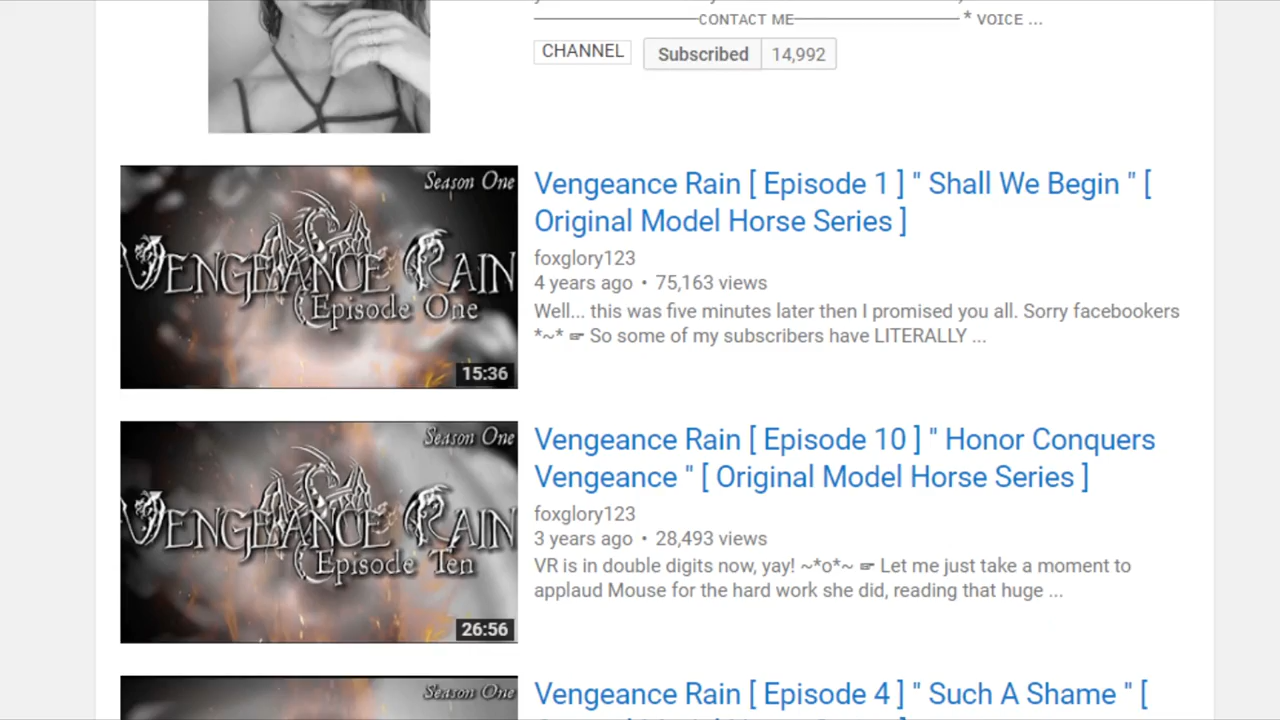 CONTACT ME * VOICE ...
CHANNEL Subscribed 14,992
Season One
VENGEANCE RAIN
Episode One
15:36
Vengeance Rain [ Episode 1 ] " Shall We Begin " [
Original Model Horse Series ]
foxglory123
4 years ago • 75,163 views
Well... this was five minutes later then I promised you all. Sorry facebookers
*~* ☛ So some of my subscribers have LITERALLY ...
Season One
VENGEANCE RAIN
Episode Ten
26:56
Vengeance Rain [ Episode 10 ] " Honor Conquers
Vengeance " [ Original Model Horse Series ]
foxglory123
3 years ago • 28,493 views
VR is in double digits now, yay! ~*o*~ ☛ Let me just take a moment to
applaud Mouse for the hard work she did, reading that huge ...
Season One
Vengeance Rain [ Episode 4 ] " Such A Shame " [